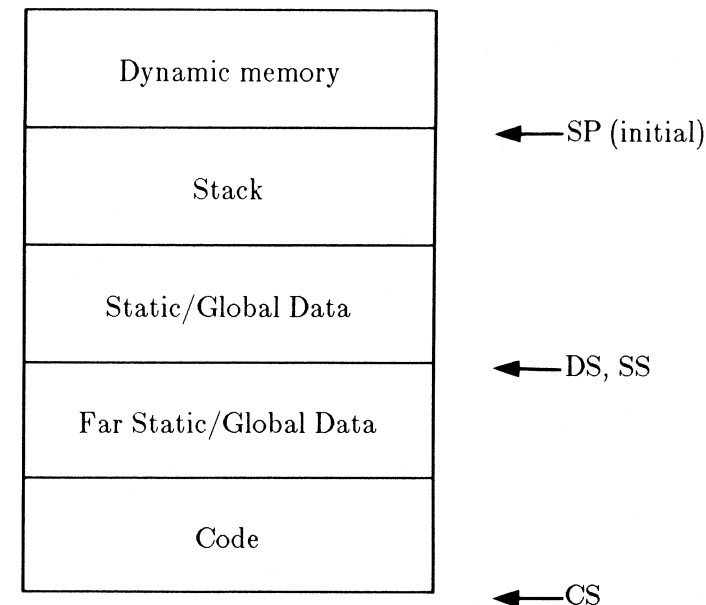 Dynamic memory
SP (initial)
Stack
Static/Global Data
DS, SS
Far Static/Global Data
Code
CS